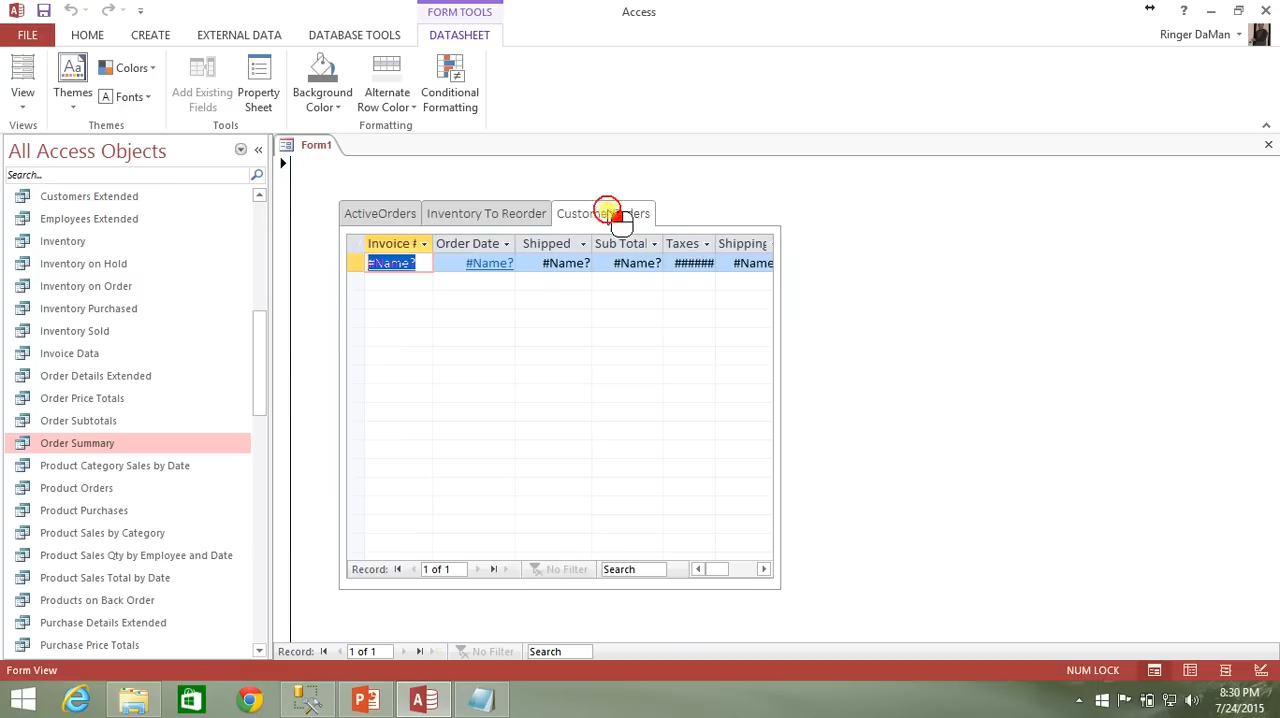 FORM TOOLS
Access
?
FILE
HOME
CREATE
EXTERNAL DATA
DATABASE TOOLS
DATASHEET
Ringer DaMan
View
Themes
Colors
Fonts
Add Existing Fields
Property Sheet
Background Color
Alternate Row Color
Conditional Formatting
Views
Themes
Tools
Formatting
All Access Objects
Search...
Customers Extended
Employees Extended
Inventory
Inventory on Hold
Inventory on Order
Inventory Purchased
Inventory Sold
Invoice Data
Order Details Extended
Order Price Totals
Order Subtotals
Order Summary
Product Category Sales by Date
Product Orders
Product Purchases
Product Sales by Category
Product Sales Qty by Employee and Date
Product Sales Total by Date
Products on Back Order
Purchase Details Extended
Purchase Price Totals
Form1
ActiveOrders
Inventory To Reorder
Invoice #
Order Date
Shipped
Sub Total
Taxes
Shipping
#Name?
#Name?
#Name?
#Name?
######
#Name
Record:
1 of 1
No Filter
Search
Record:
1 of 1
No Filter
Search
Form View
NUM LOCK
8:30 PM
7/24/2015